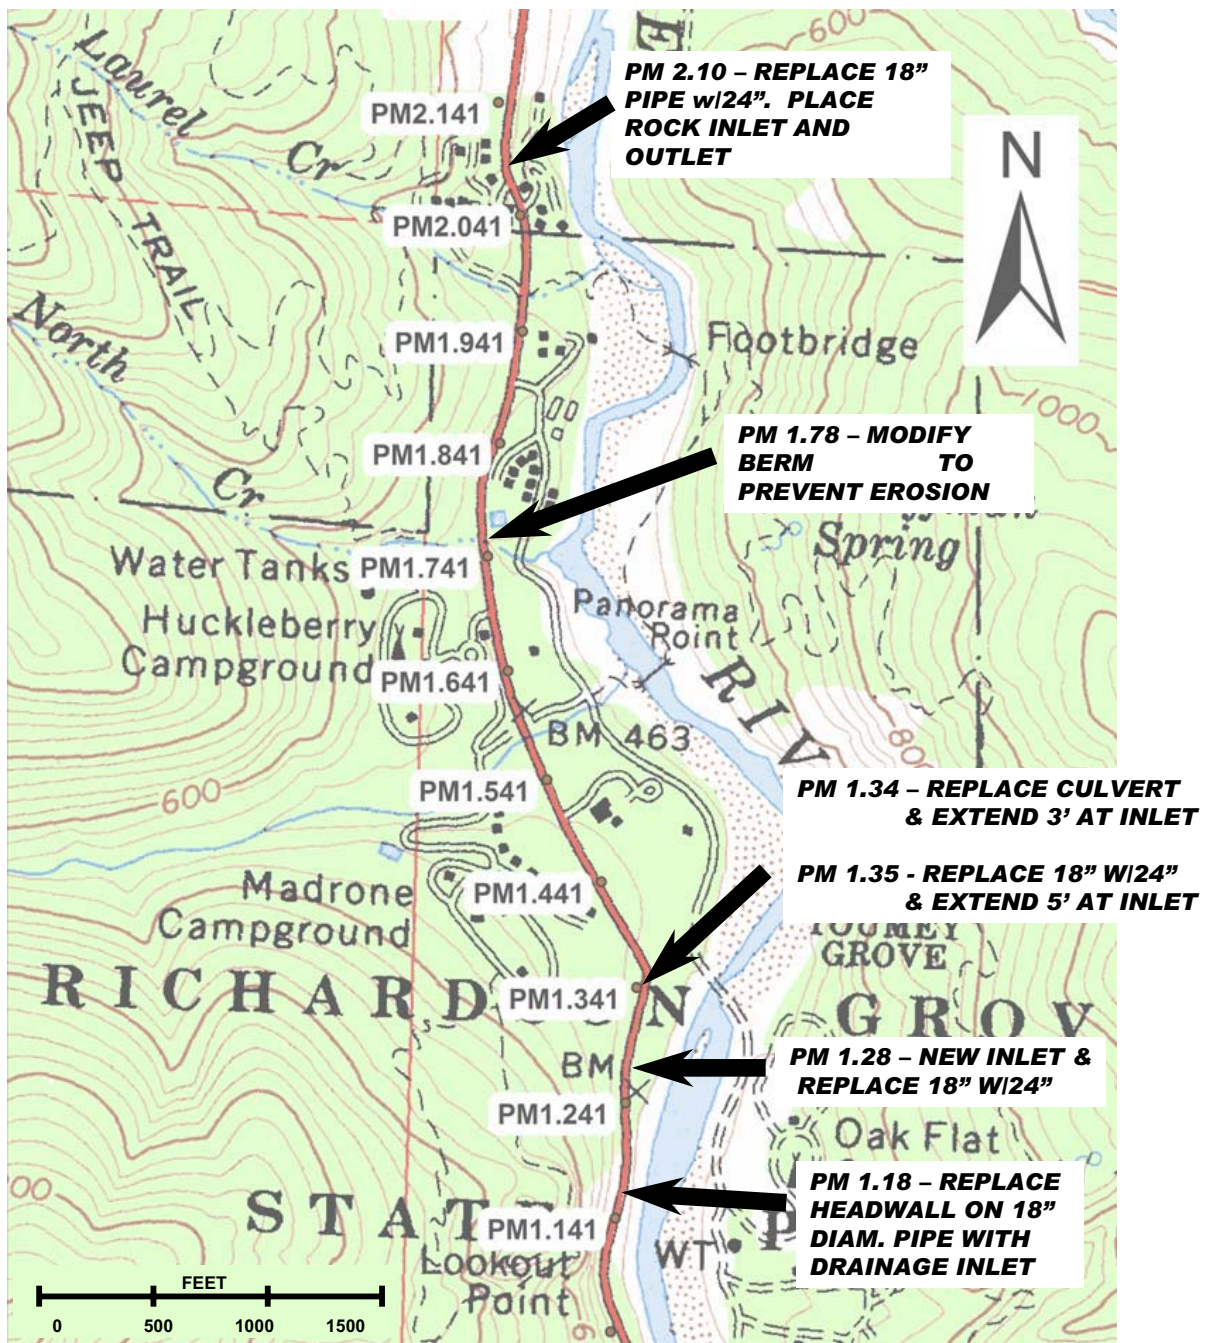 PM 2.10 – REPLACE 18”
PIPE w/24”. PLACE
ROCK INLET AND
OUTLET
600
Laurel
Cr
JEEP
TRAIL
PM2.141
N
PM2.041
North
Cr
PM1.941
Footbridge
1000
PM1.841
PM 1.78 – MODIFY
BERM TO
PREVENT EROSION
Spring
Water Tanks
PM1.741
Huckleberry
Campground
Panorama
Point
PM1.641
RIV
BM 463
800
600
PM1.541
PM 1.34 – REPLACE CULVERT
& EXTEND 3’ AT INLET
PM 1.35 - REPLACE 18” W/24”
& EXTEND 5’ AT INLET
Madrone
Campground
PM1.441
TOUMEY
GROVE
RICHARD N GROV
PM1.341
PM 1.28 – NEW INLET &
REPLACE 18” W/24”
BM
PM1.241
Oak Flat
PM 1.18 – REPLACE
HEADWALL ON 18”
DIAM. PIPE WITH
DRAINAGE INLET
STAT
P
PM1.141
WT
Lookout
Point
FEET
0 500 1000 1500